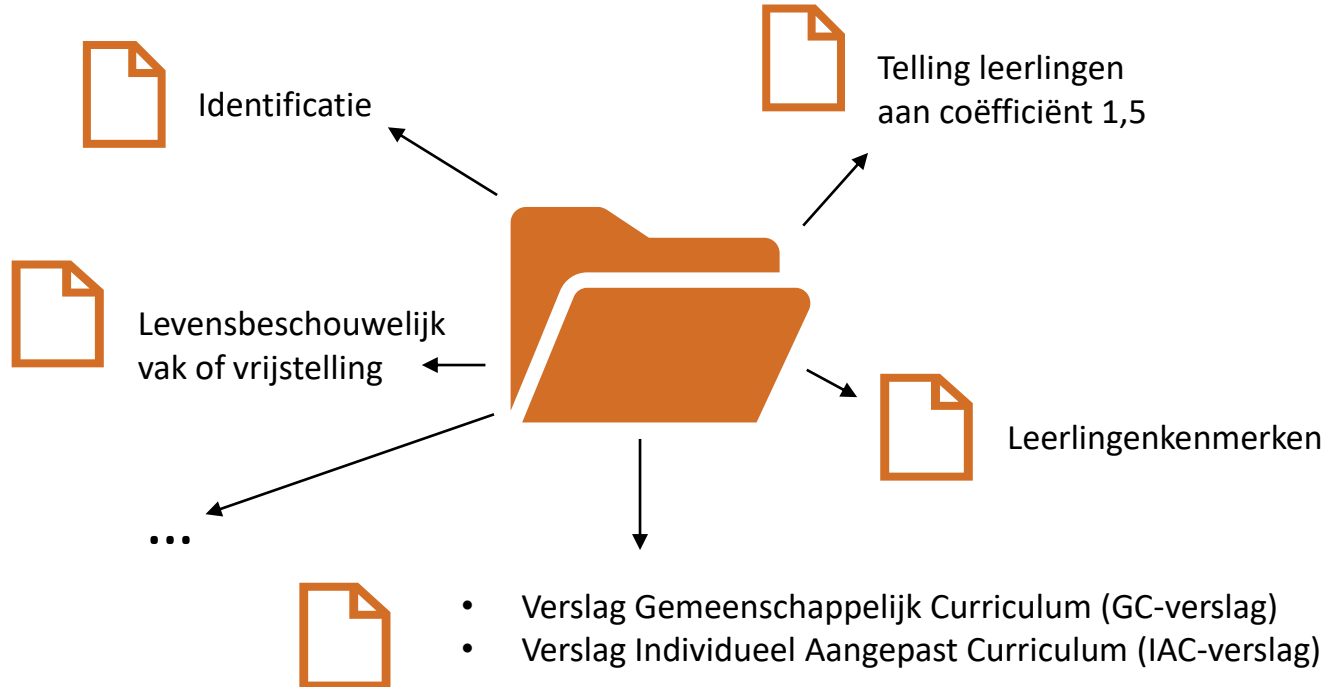 Identificatie
Telling leerlingen
aan coëfficiënt 1,5
Levensbeschouwelijk
vak of vrijstelling
Leerlingenkenmerken
...
• Verslag Gemeenschappelijk Curriculum (GC-verslag)
• Verslag Individueel Aangepast Curriculum (IAC-verslag)